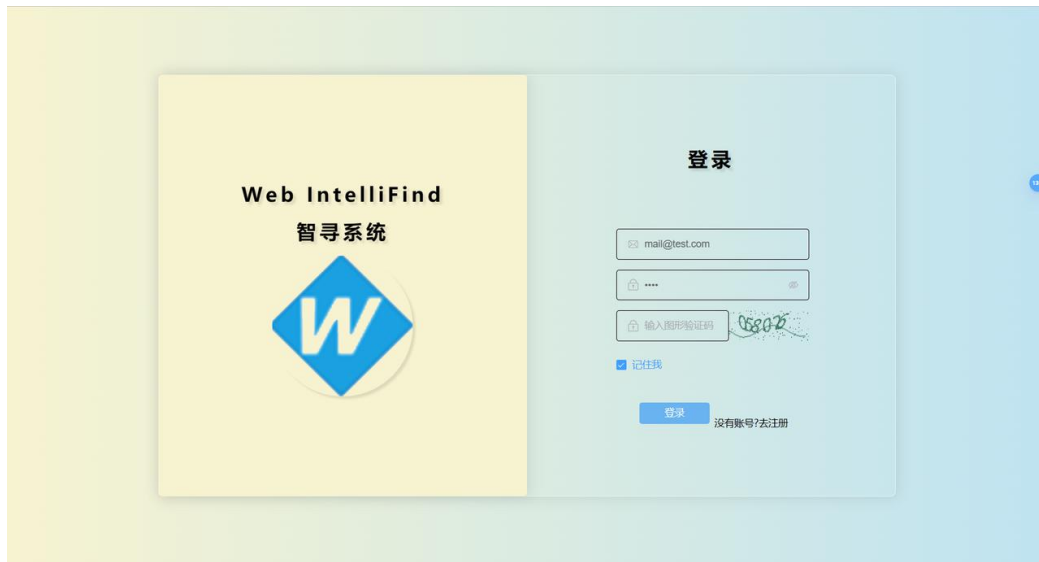 Web IntelliFind
智寻系统
W
登录
mail@test.com
••••
输入图形验证码
记住我
登录
没有账号?去注册